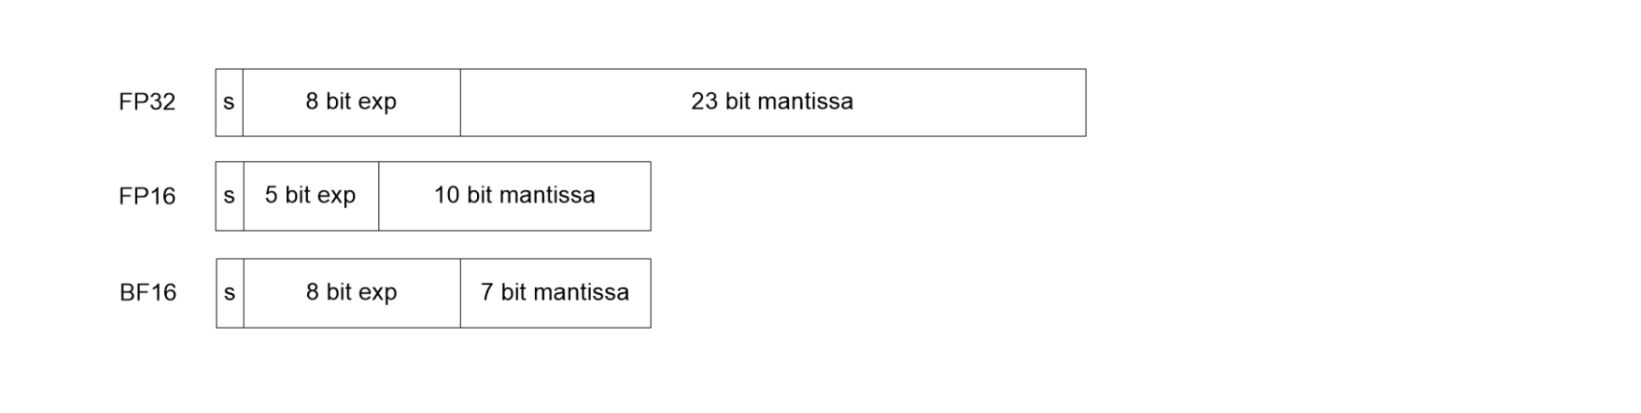 FP32 s 8 bit exp 23 bit mantissa
FP16 s 5 bit exp 10 bit mantissa
BF16 s 8 bit exp 7 bit mantissa